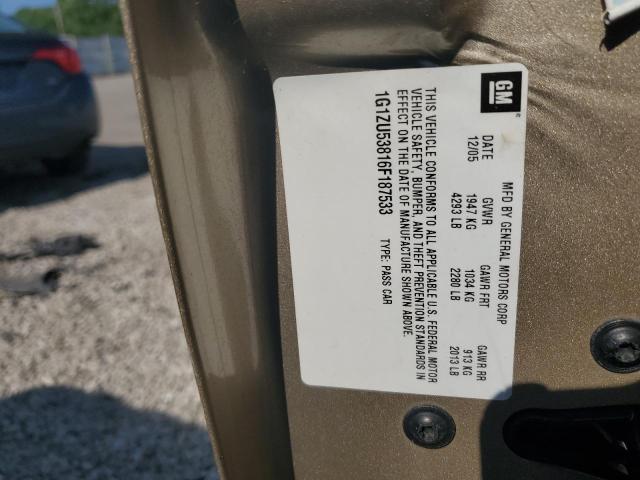 GM
®
MFD BY GENERAL MOTORS CORP
DATE GVWR GAWR FRT GAWR RR
12/05 1947 KG 1034 KG 913 KG
4293 LB 2280 LB 2013 LB
THIS VEHICLE CONFORMS TO ALL APPLICABLE U.S. FEDERAL MOTOR
VEHICLE SAFETY, BUMPER, AND THEFT PREVENTION STANDARDS IN
EFFECT ON THE DATE OF MANUFACTURE SHOWN ABOVE.
1G1ZU53816F187533 TYPE: PASS CAR